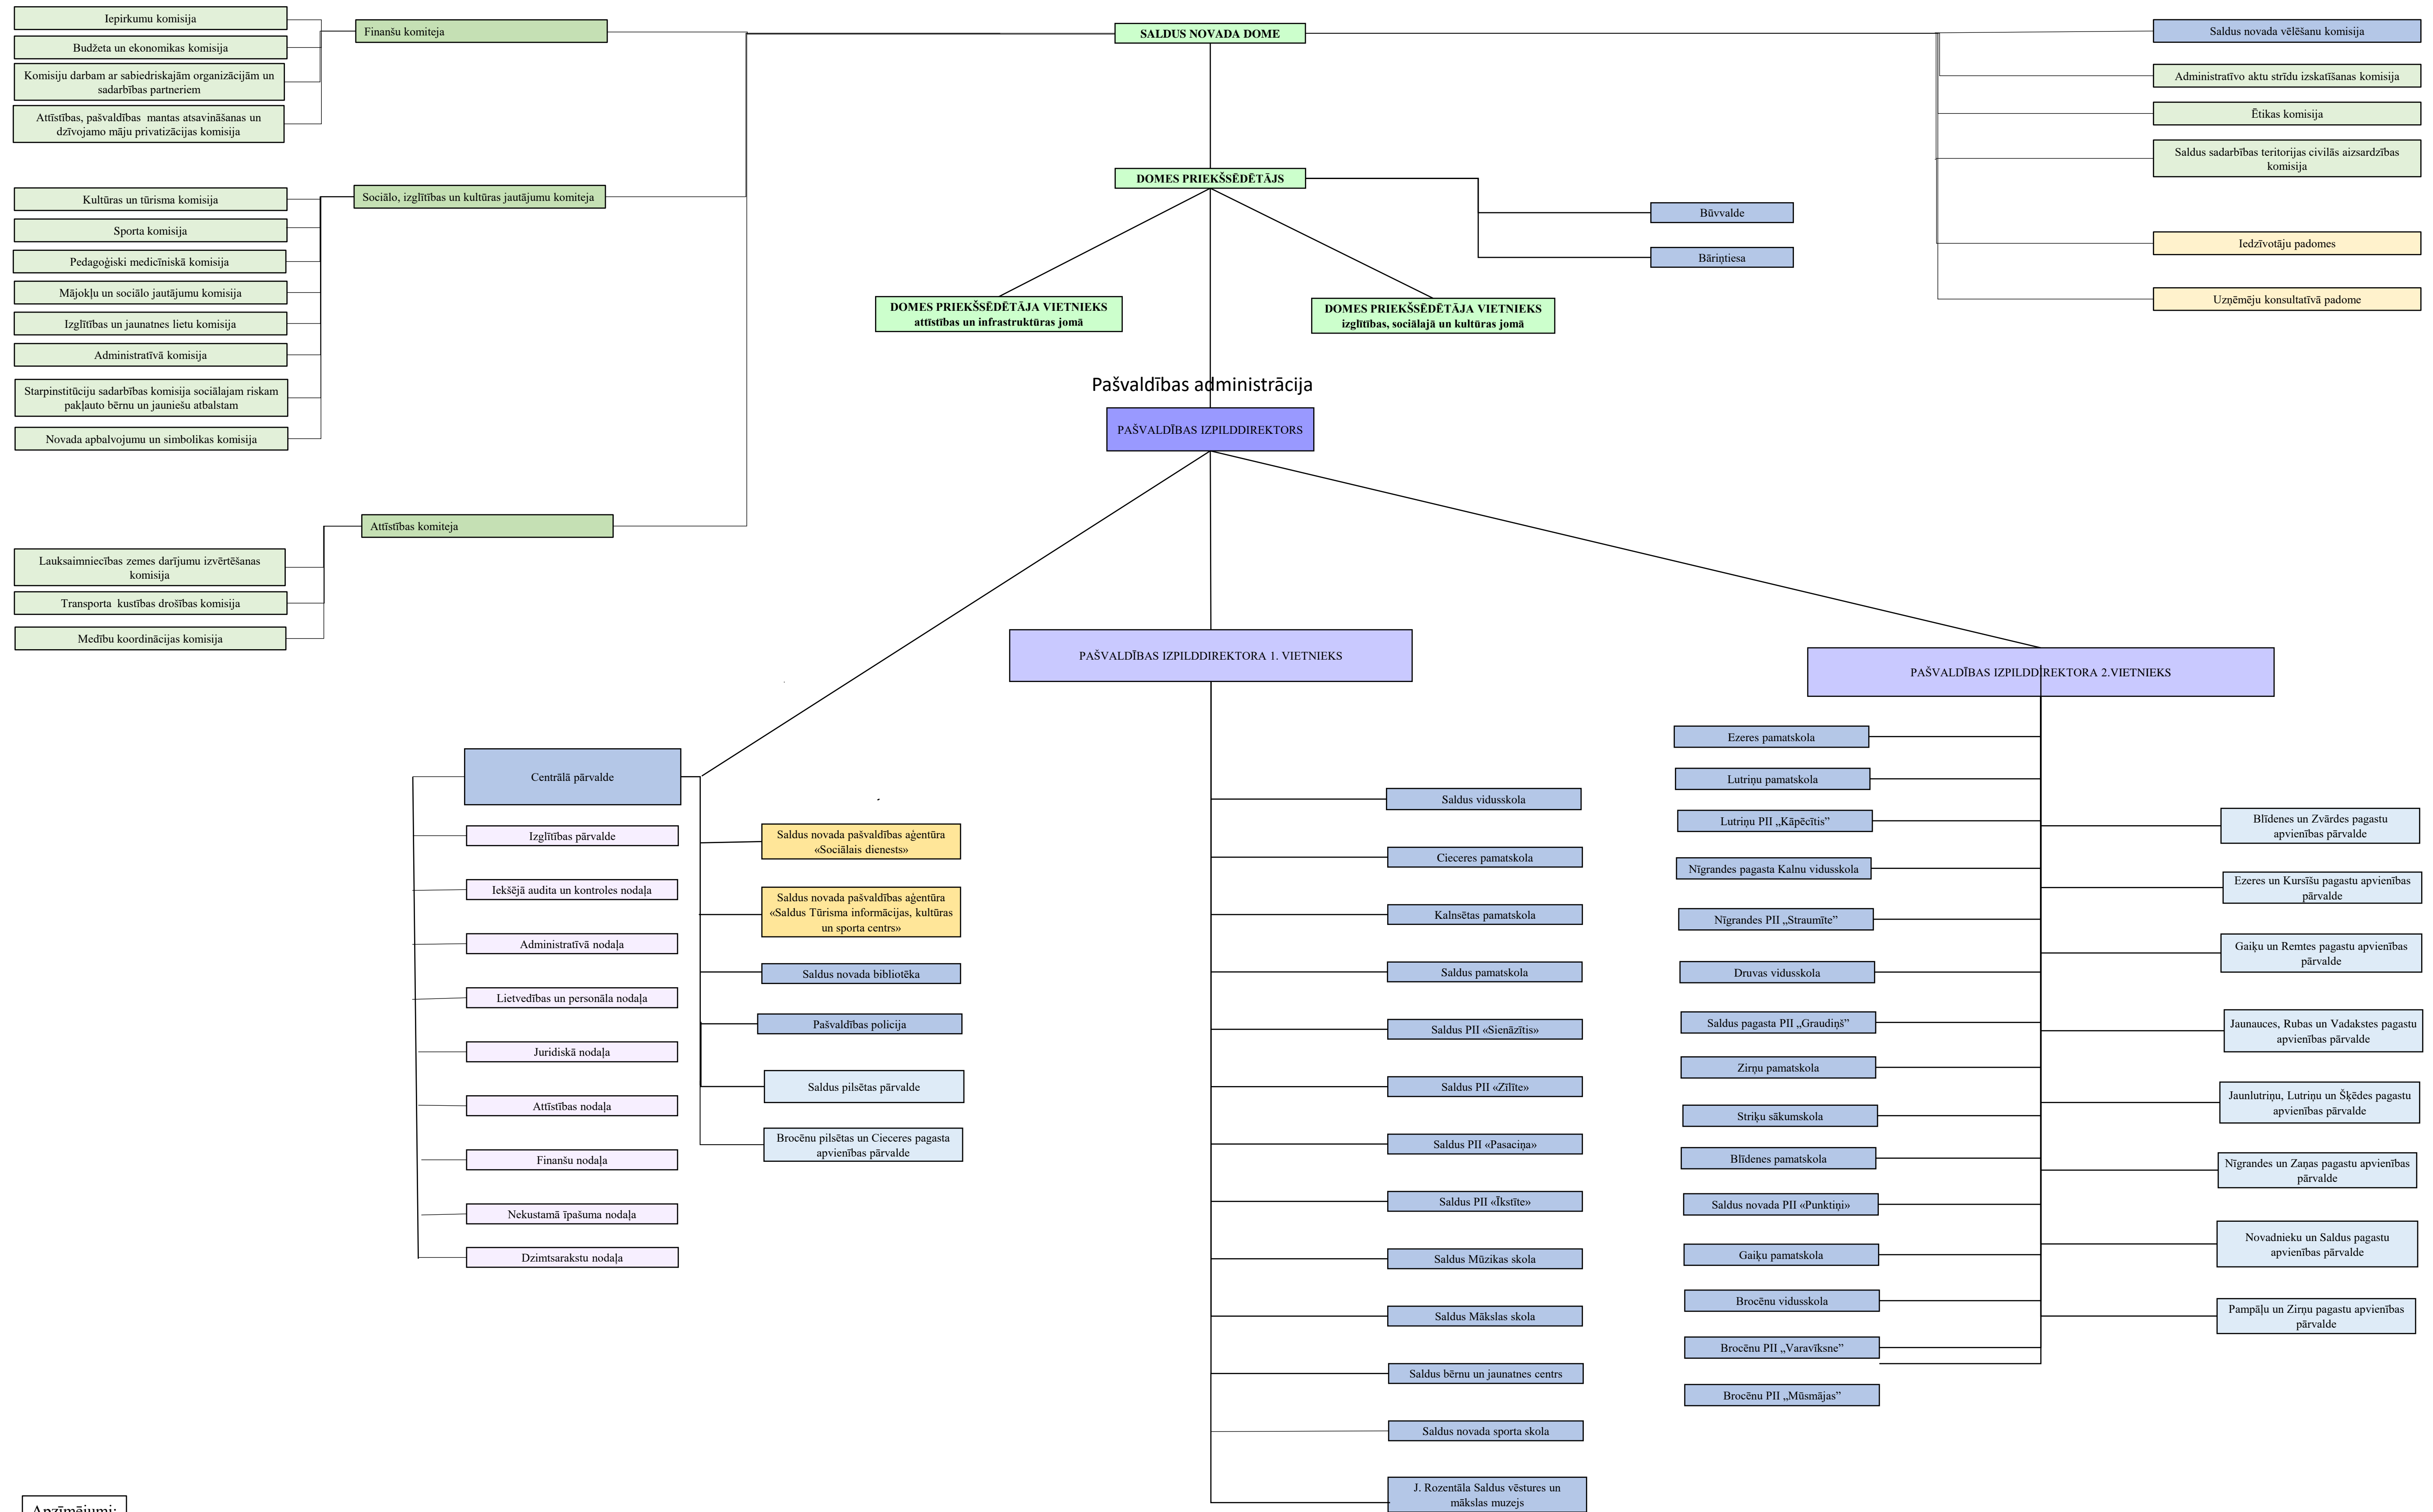 Iepirkumu komisija
Budžeta un ekonomikas komisija
Komisiju darbam ar sabiedriskajām organizācijām un
sadarbības partneriem
Attīstības, pašvaldības  mantas atsavināšanas un
dzīvojamo māju privatizācijas komisija
Finanšu komiteja
Kultūras un tūrisma komisija
Sporta komisija
Pedagoģiski medicīniskā komisija
Mājokļu un sociālo jautājumu komisija
Izglītības un jaunatnes lietu komisija
Administratīvā komisija
Starpinstitūciju sadarbības komisija sociālajam riskam
pakļauto bērnu un jauniešu atbalstam
Novada apbalvojumu un simbolikas komisija
Sociālo, izglītības un kultūras jautājumu komiteja
Attīstības komiteja
Lauksaimniecības zemes darījumu izvērtēšanas
komisija
Transporta  kustības drošības komisija
Medību koordinācijas komisija
SALDUS NOVADA DOME
DOMES PRIEKŠSĒDĒTĀJS
Būvvalde
Bāriņtiesa
DOMES PRIEKŠSĒDĒTĀJA VIETNIEKS
attīstības un infrastruktūras jomā
DOMES PRIEKŠSĒDĒTĀJA VIETNIEKS
izglītības, sociālajā un kultūras jomā
Saldus novada vēlēšanu komisija
Administratīvo aktu strīdu izskatīšanas komisija
Ētikas komisija
Saldus sadarbības teritorijas civilās aizsardzības
komisija
Iedzīvotāju padomes
Uzņēmēju konsultatīvā padome
Pašvaldības administrācija
PAŠVALDĪBAS IZPILDDIREKTORS
PAŠVALDĪBAS IZPILDDIREKTORA 1. VIETNIEKS
PAŠVALDĪBAS IZPILDDIREKTORA 2.VIETNIEKS
Centrālā pārvalde
Izglītības pārvalde
Iekšējā audita un kontroles nodaļa
Administratīvā nodaļa
Lietvedības un personāla nodaļa
Juridiskā nodaļa
Attīstības nodaļa
Finanšu nodaļa
Nekustamā īpašuma nodaļa
Dzimtsarakstu nodaļa
Saldus novada pašvaldības aģentūra
«Sociālais dienests»
Saldus novada pašvaldības aģentūra
«Saldus Tūrisma informācijas, kultūras
un sporta centrs»
Saldus novada bibliotēka
Pašvaldības policija
Saldus pilsētas pārvalde
Brocēnu pilsētas un Cieceres pagasta
apvienības pārvalde
Saldus vidusskola
Cieceres pamatskola
Kalnsētas pamatskola
Saldus pamatskola
Saldus PII «Sienāzītis»
Saldus PII «Zīlīte»
Saldus PII «Pasaciņa»
Saldus PII «Īkstīte»
Saldus Mūzikas skola
Saldus Mākslas skola
Saldus bērnu un jaunatnes centrs
Saldus novada sporta skola
J. Rozentāla Saldus vēstures un
mākslas muzejs
Ezeres pamatskola
Lutriņu pamatskola
Lutriņu PII „Kāpēcītis”
Nīgrandes pagasta Kalnu vidusskola
Nīgrandes PII „Straumīte”
Druvas vidusskola
Saldus pagasta PII „Graudiņš”
Zirņu pamatskola
Striķu sākumskola
Blīdenes pamatskola
Saldus novada PII «Punktiņi»
Gaiķu pamatskola
Brocēnu vidusskola
Brocēnu PII „Varavīksne”
Brocēnu PII „Mūsmājas”
Blīdenes un Zvārdes pagastu
apvienības pārvalde
Ezeres un Kursīšu pagastu apvienības
pārvalde
Gaiķu un Remtes pagastu apvienības
pārvalde
Jaunauces, Rubas un Vadakstes pagastu
apvienības pārvalde
Jaunlutriņu, Lutriņu un Šķēdes pagastu
apvienības pārvalde
Nīgrandes un Zaņas pagastu apvienības
pārvalde
Novadnieku un Saldus pagastu
apvienības pārvalde
Pampāļu un Zirņu pagastu apvienības
pārvalde
Apzīmējumi: